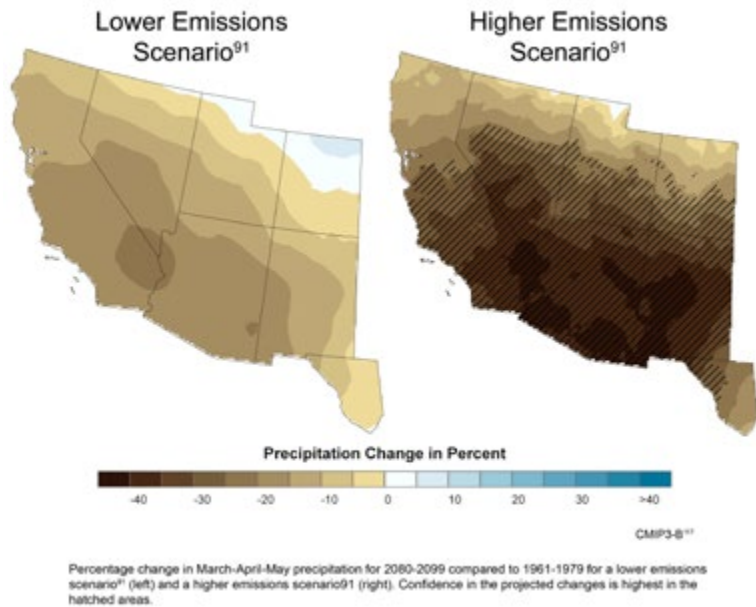 Lower Emissions
Scenario⁹¹
Higher Emissions
Scenario⁹¹
Precipitation Change in Percent
-40 -30 -20 -10 0 10 20 30 >40
CMIP3-B¹¹⁷
Percentage change in March-April-May precipitation for 2080-2099 compared to 1961-1979 for a lower emissions
scenario⁹¹ (left) and a higher emissions scenario91 (right). Confidence in the projected changes is highest in the
hatched areas.